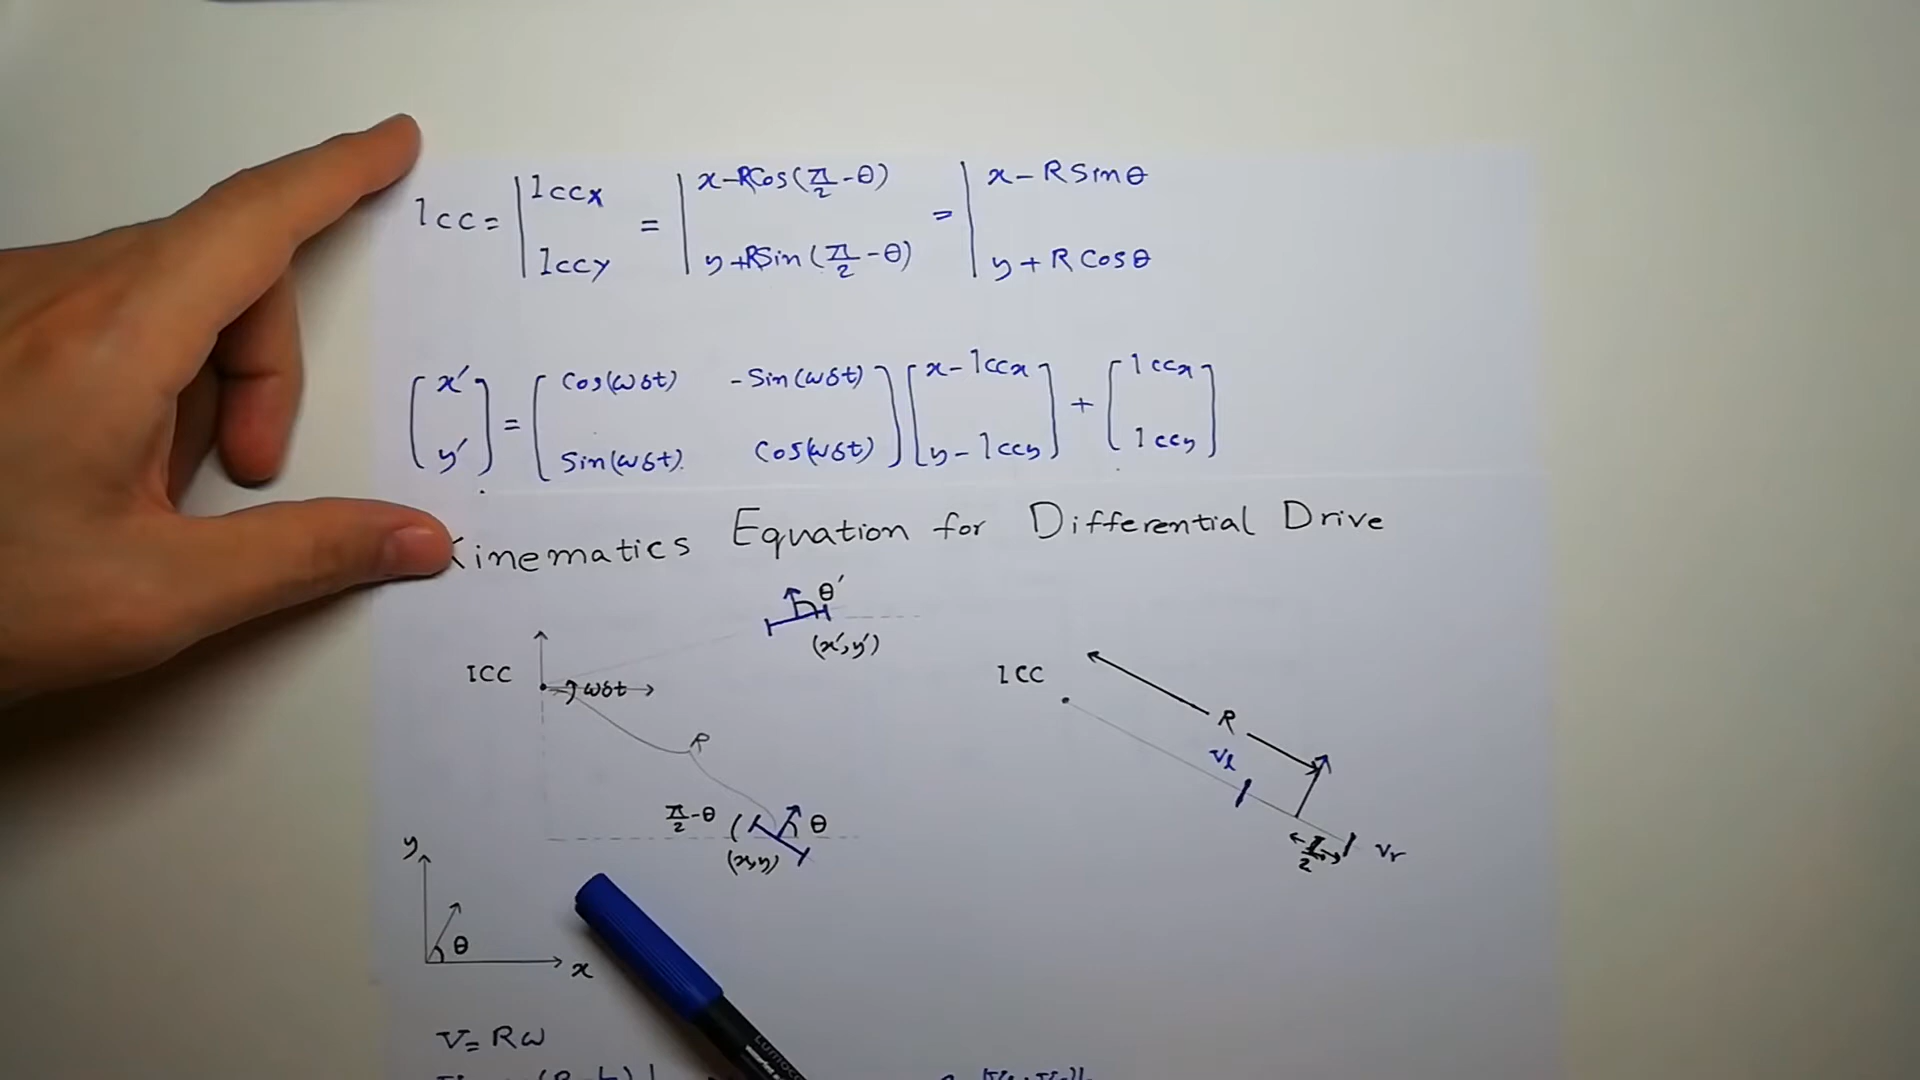 ICC = | ICCx = | x-RCos(π/2-θ) = | x-RSinθ
ICCy y+RSin(π/2-θ) y+RCosθ
[x' y'] = [Cos(ωδt) -Sin(ωδt)] [x-ICCx] + [ICCx]
Sin(ωδt) Cos(ωδt) y-ICCy ICCy
Kinematics Equation for Differential Drive
θ'
(x',y')
ICC
ωδt
R
π/2-θ
θ
(x,y)
ICC
R
Vl
l/2
Vr
y
θ
x
V=Rω